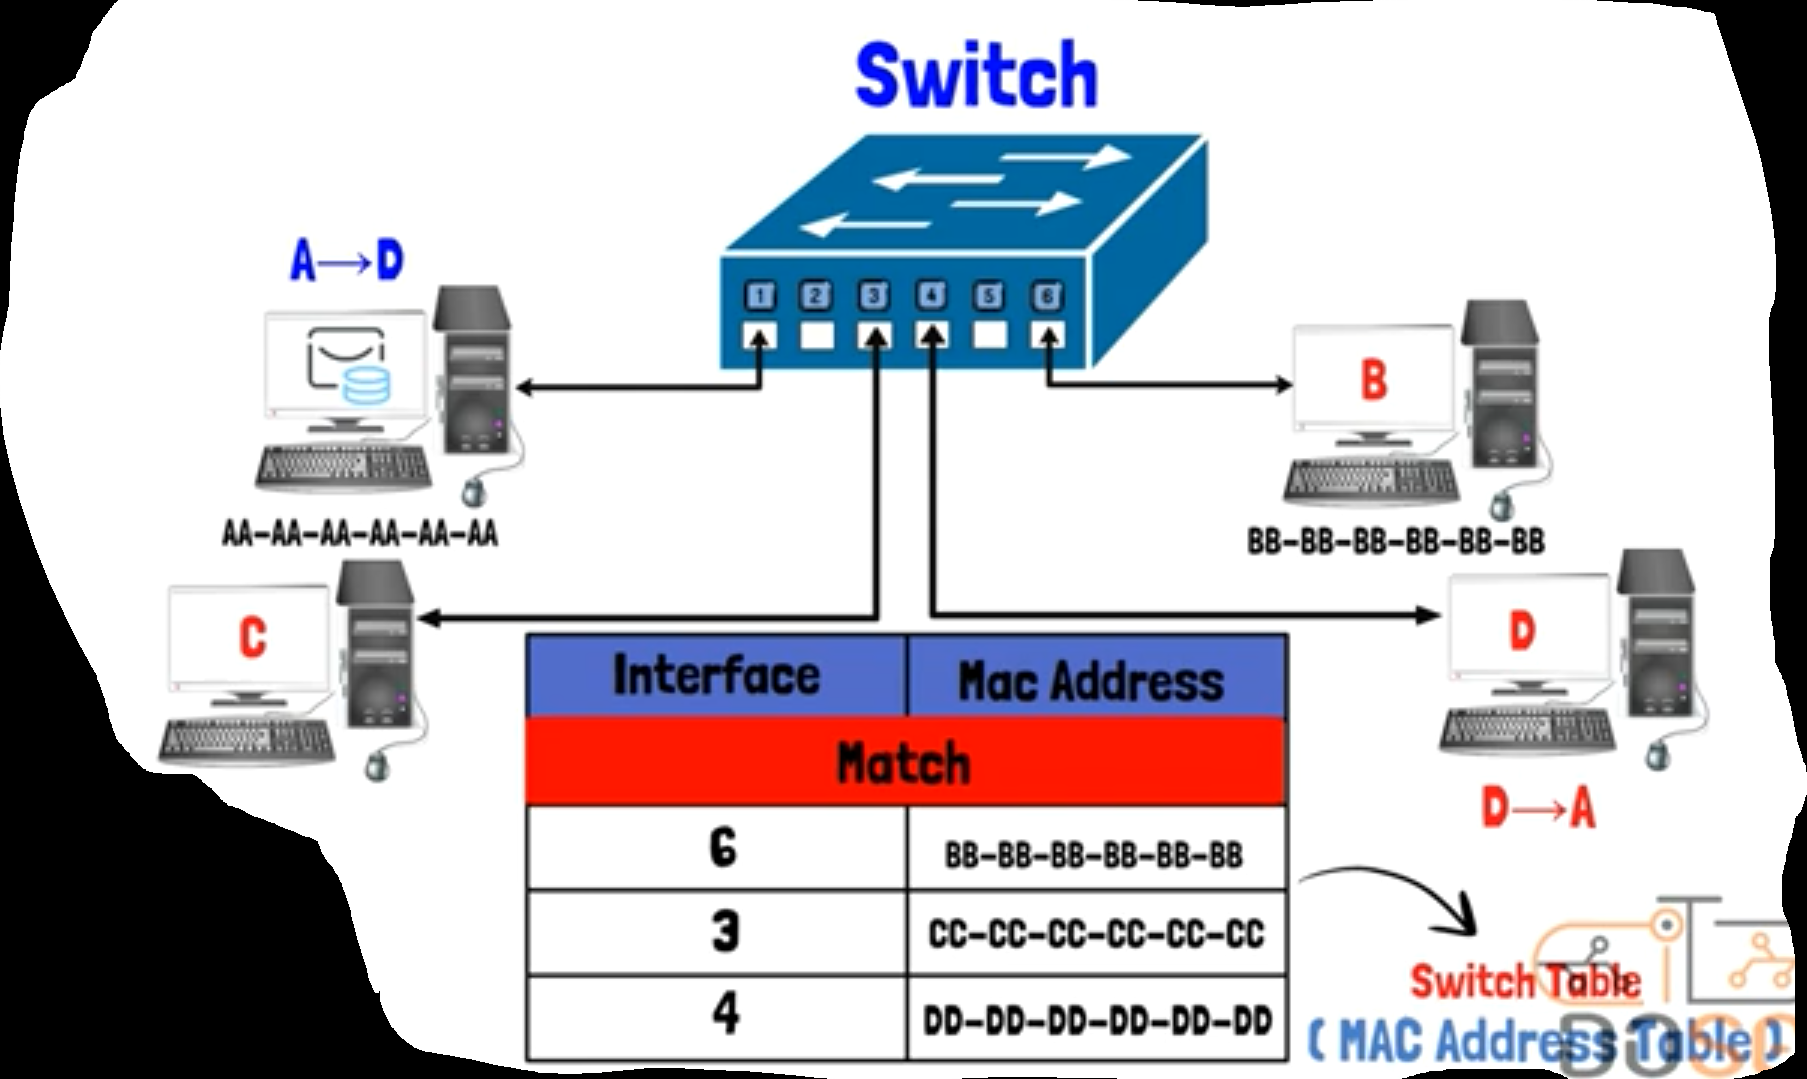 Switch
A→D
1 2 3 4 5 6
B
AA-AA-AA-AA-AA-AA
BB-BB-BB-BB-BB-BB
C
D
Interface Mac Address
Match
D→A
6 BB-BB-BB-BB-BB-BB
3 CC-CC-CC-CC-CC-CC
4 DD-DD-DD-DD-DD-DD
Switch Table
( MAC Address Table )